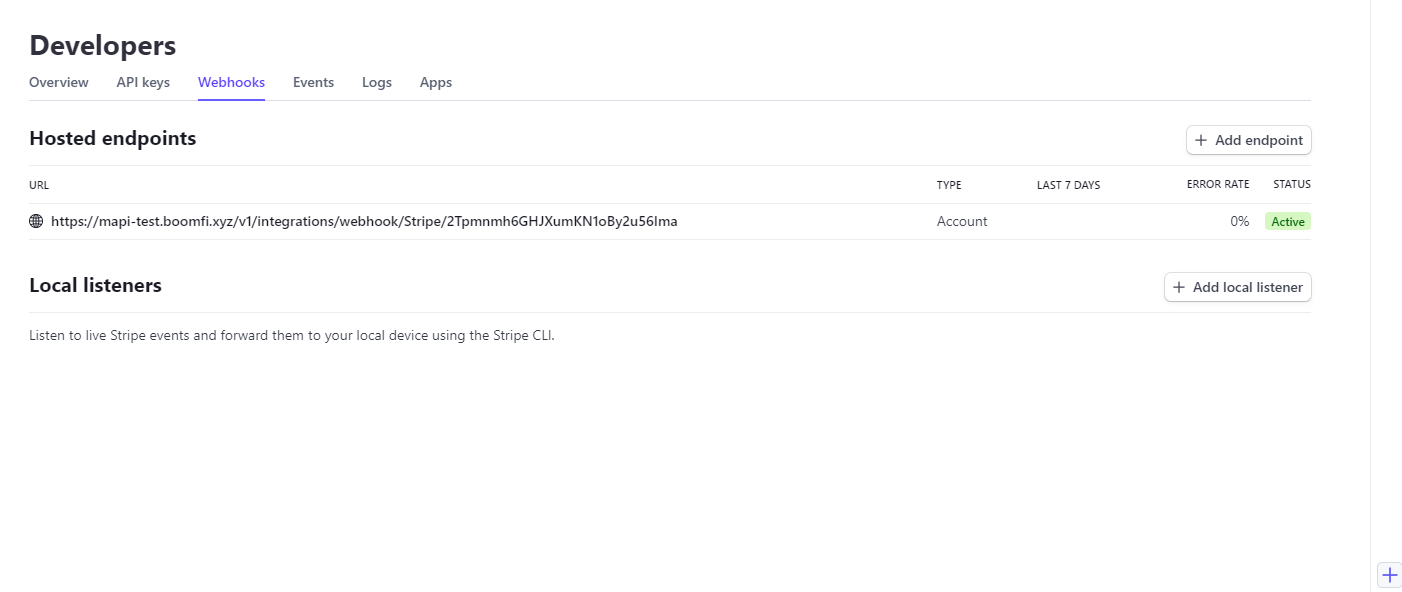 Developers
Overview API keys Webhooks Events Logs Apps
Hosted endpoints
+ Add endpoint
URL TYPE LAST 7 DAYS ERROR RATE STATUS
https://mapi-test.boomfi.xyz/v1/integrations/webhook/Stripe/2Tpmnmh6GHJXumKN1oBy2u56Ima Account 0% Active
Local listeners
+ Add local listener
Listen to live Stripe events and forward them to your local device using the Stripe CLI.